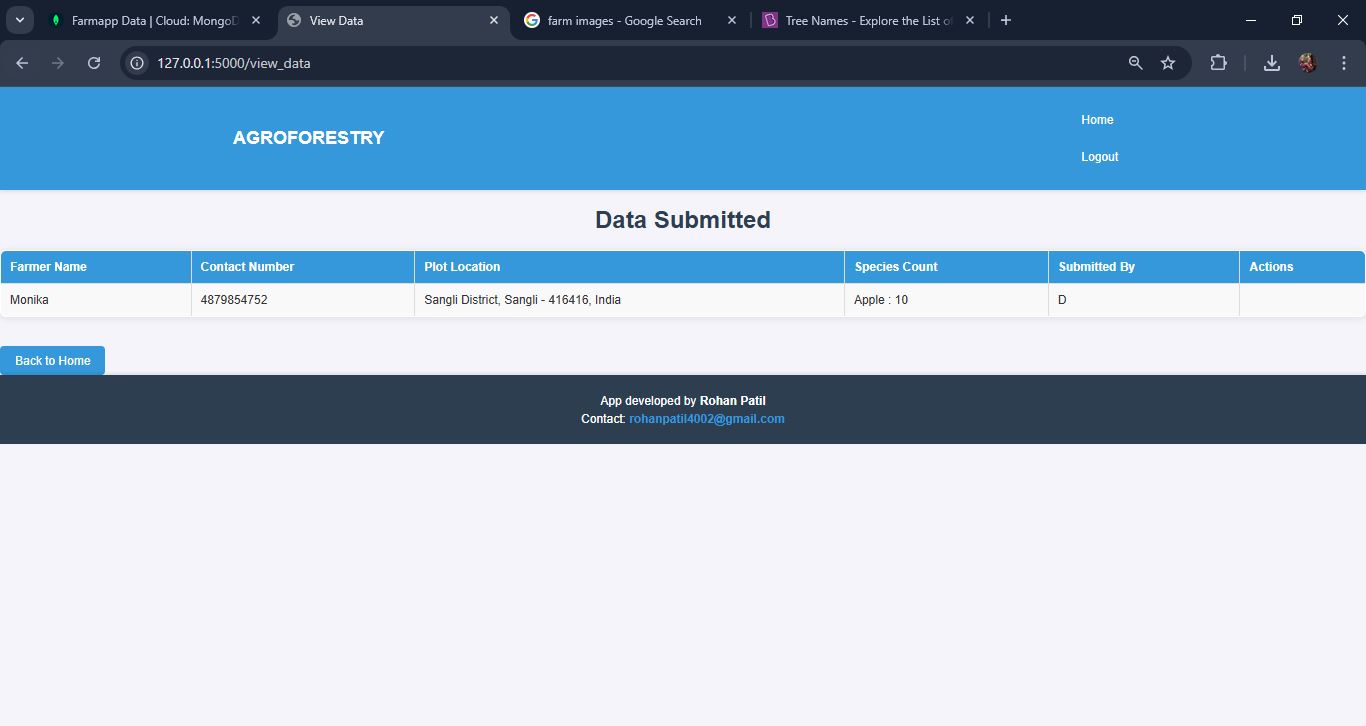 Farmapp Data | Cloud: MongoD
View Data
farm images - Google Search
Tree Names - Explore the List o
127.0.0.1:5000/view_data
AGROFORESTRY
Home
Logout
Data Submitted
Farmer Name Contact Number Plot Location Species Count Submitted By Actions
Monika 4879854752 Sangli District, Sangli - 416416, India Apple : 10 D
Back to Home
App developed by Rohan Patil
Contact: rohanpatil4002@gmail.com